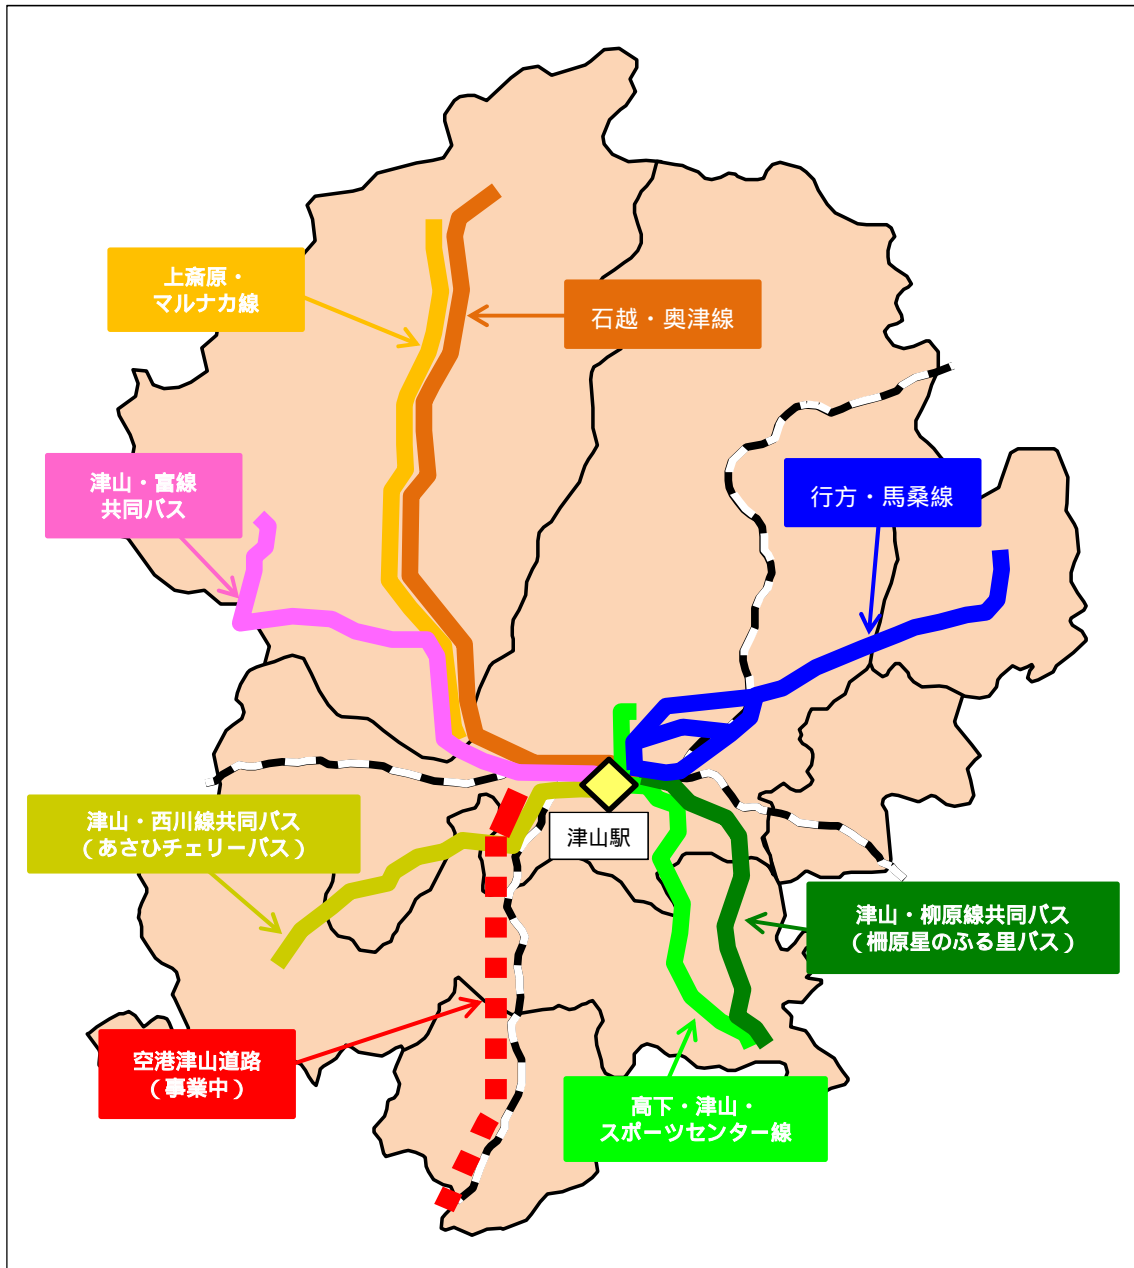 上斎原・
マルナカ線
石越・奥津線
津山・富線
共同バス
行方・馬桑線
津山・西川線共同バス
（あさひチェリーバス）
津山駅
津山・柳原線共同バス
（柵原星のふる里バス）
空港津山道路
（事業中）
高下・津山・
スポーツセンター線